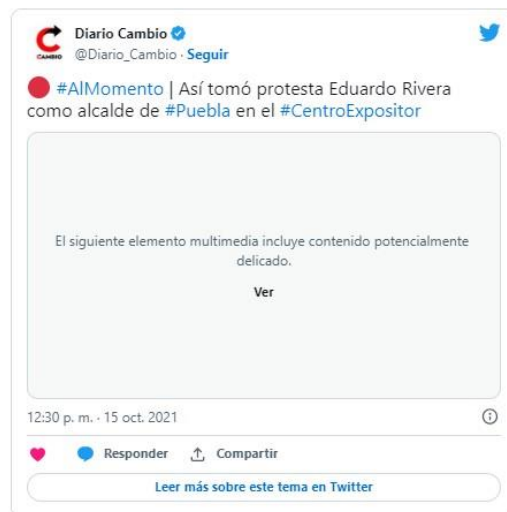 Diario Cambio
CAMBIO
@Diario_Cambio · Seguir
#AlMomento | Así tomó protesta Eduardo Rivera
como alcalde de #Puebla en el #CentroExpositor
El siguiente elemento multimedia incluye contenido potencialmente
delicado.
Ver
12:30 p. m. · 15 oct. 2021
Responder
Compartir
Leer más sobre este tema en Twitter